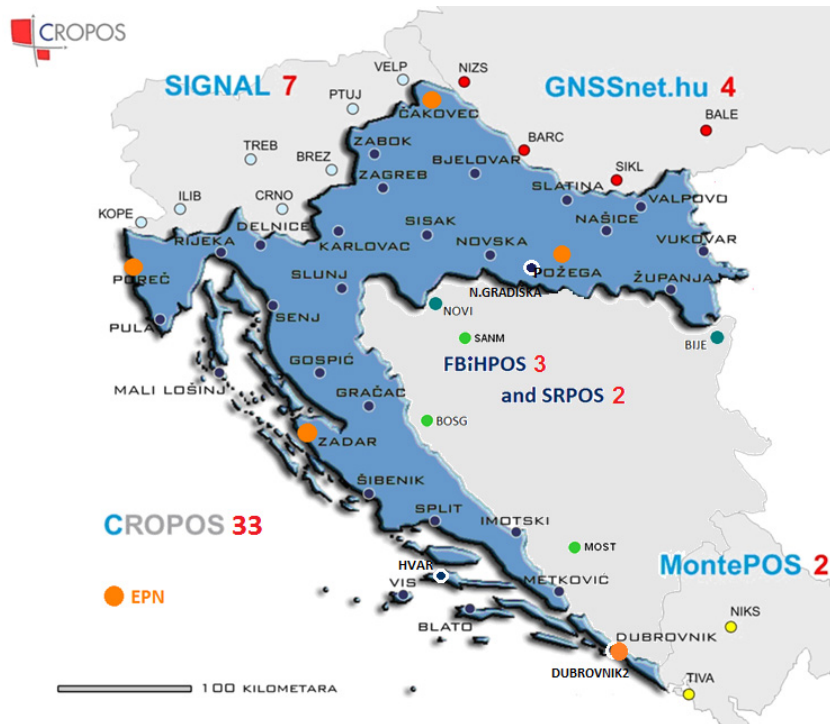 CROPOS
VELP
NIZS
SIGNAL 7
GNSSnet.hu 4
PTUJ
ČAKOVEC
BALE
ZABOK
BARC
TREB
BREZ
BJELOVAR
SIKL
ZAGREB
SLATINA
VALPOVO
ILIB
CRNO
KOPE
DELNICE
SISAK
NAŠICE
RIJEKA
KARLOVAC
NOVSKA
VUKOVAR
POREČ
SLUNJ
POŽEGA
ŽUPANJA
N.GRADIŠKA
SENJ
NOVI
PULA
SANM
BIJE
GOSPIĆ
FBiHPOS 3
MALI LOŠINJ
GRAČAC
and SRPOS 2
BOSG
ZADAR
ŠIBENIK
CROPOS 33
SPLIT
IMOTSKI
MOST
HVAR
MontePOS 2
VIS
METKOVIĆ
EPN
NIKS
BLATO
DUBROVNIK
DUBROVNIK2
TIVA
100 KILOMETARA